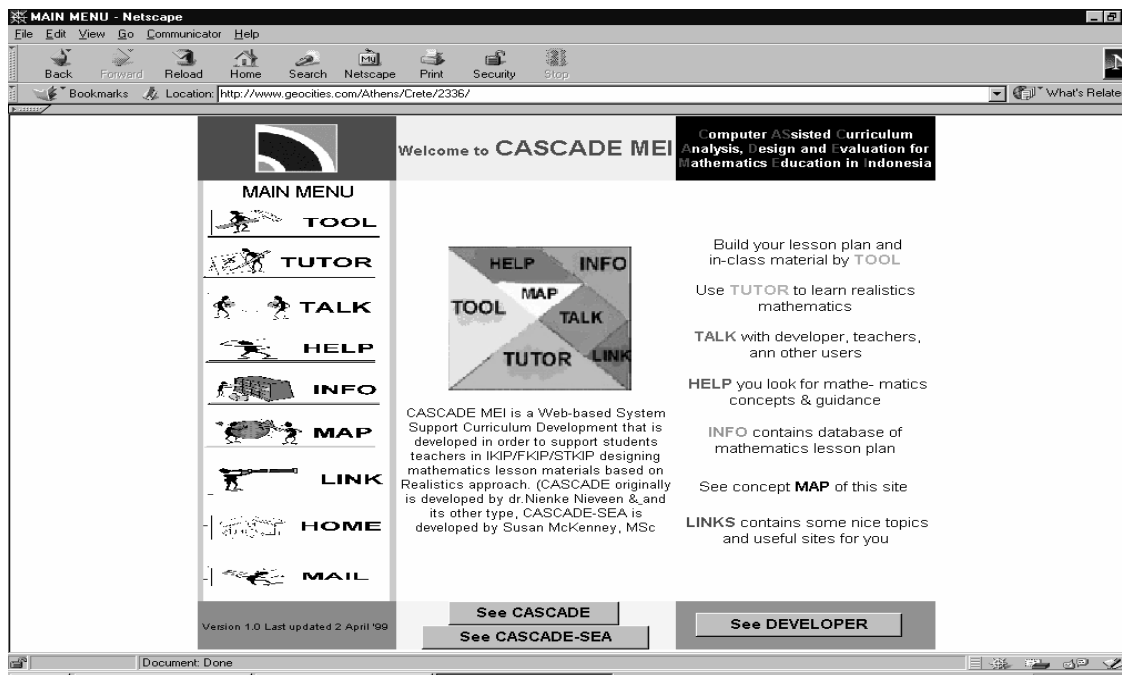 MAIN MENU - Netscape
File Edit View Go Communicator Help
Back Forward Reload Home Search Netscape Print Security Stop
Bookmarks Location: http://www.geocities.com/Athens/Crete/2336/ What's Relate
Welcome to CASCADE MEI
Computer ASsisted Curriculum
Analysis, Design and Evaluation for
Mathematics Education in Indonesia
MAIN MENU
TOOL
TUTOR
TALK
HELP
INFO
MAP
LINK
HOME
MAIL
HELP INFO
MAP
TOOL
TALK
TUTOR LINK
CASCADE MEI is a Web-based System
Support Curriculum Development that is
developed in order to support students
teachers in IKIP/FKIP/STKIP designing
mathematics lesson materials based on
Realistics approach. (CASCADE originally
is developed by dr.Nienke Nieveen & and
its other type, CASCADE-SEA is
developed by Susan McKenney, MSc
Build your lesson plan and
in-class material by TOOL
Use TUTOR to learn realistics
mathematics
TALK with developer, teachers,
ann other users
HELP you look for mathe- matics
concepts & guidance
INFO contains database of
mathematics lesson plan
See concept MAP of this site
LINKS contains some nice topics
and useful sites for you
Version 1.0 Last updated 2 April '99
See CASCADE
See CASCADE-SEA
See DEVELOPER
Document: Done